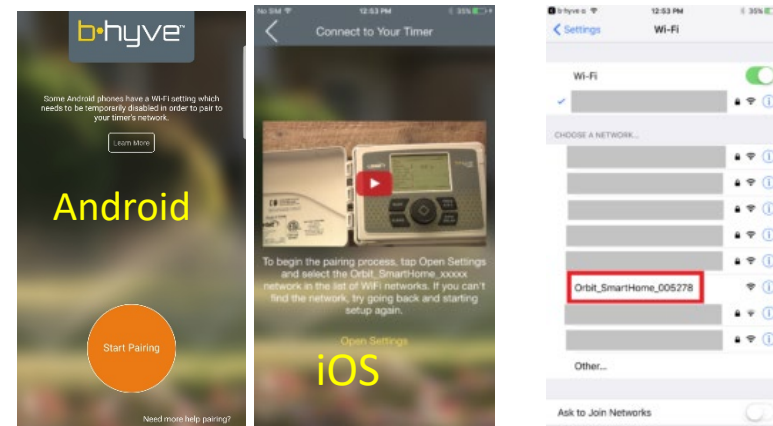 b•hyve™
Some Android phones have a Wi-Fi setting which
needs to be temporarily disabled in order to pair to
your timer's network.
Learn More
Android
Start Pairing
Need more help pairing?
No SIM 12:53 PM 35%
Connect to Your Timer
To begin the pairing process, tap Open Settings
and select the Orbit_SmartHome_xxxxx
network in the list of WiFi networks. If you can't
find the network, try going back and starting
setup again.
Open Settings
iOS
b•hyve 12:53 PM 35%
Settings Wi-Fi
Wi-Fi
CHOOSE A NETWORK...
Orbit_SmartHome_005278
Other...
Ask to Join Networks